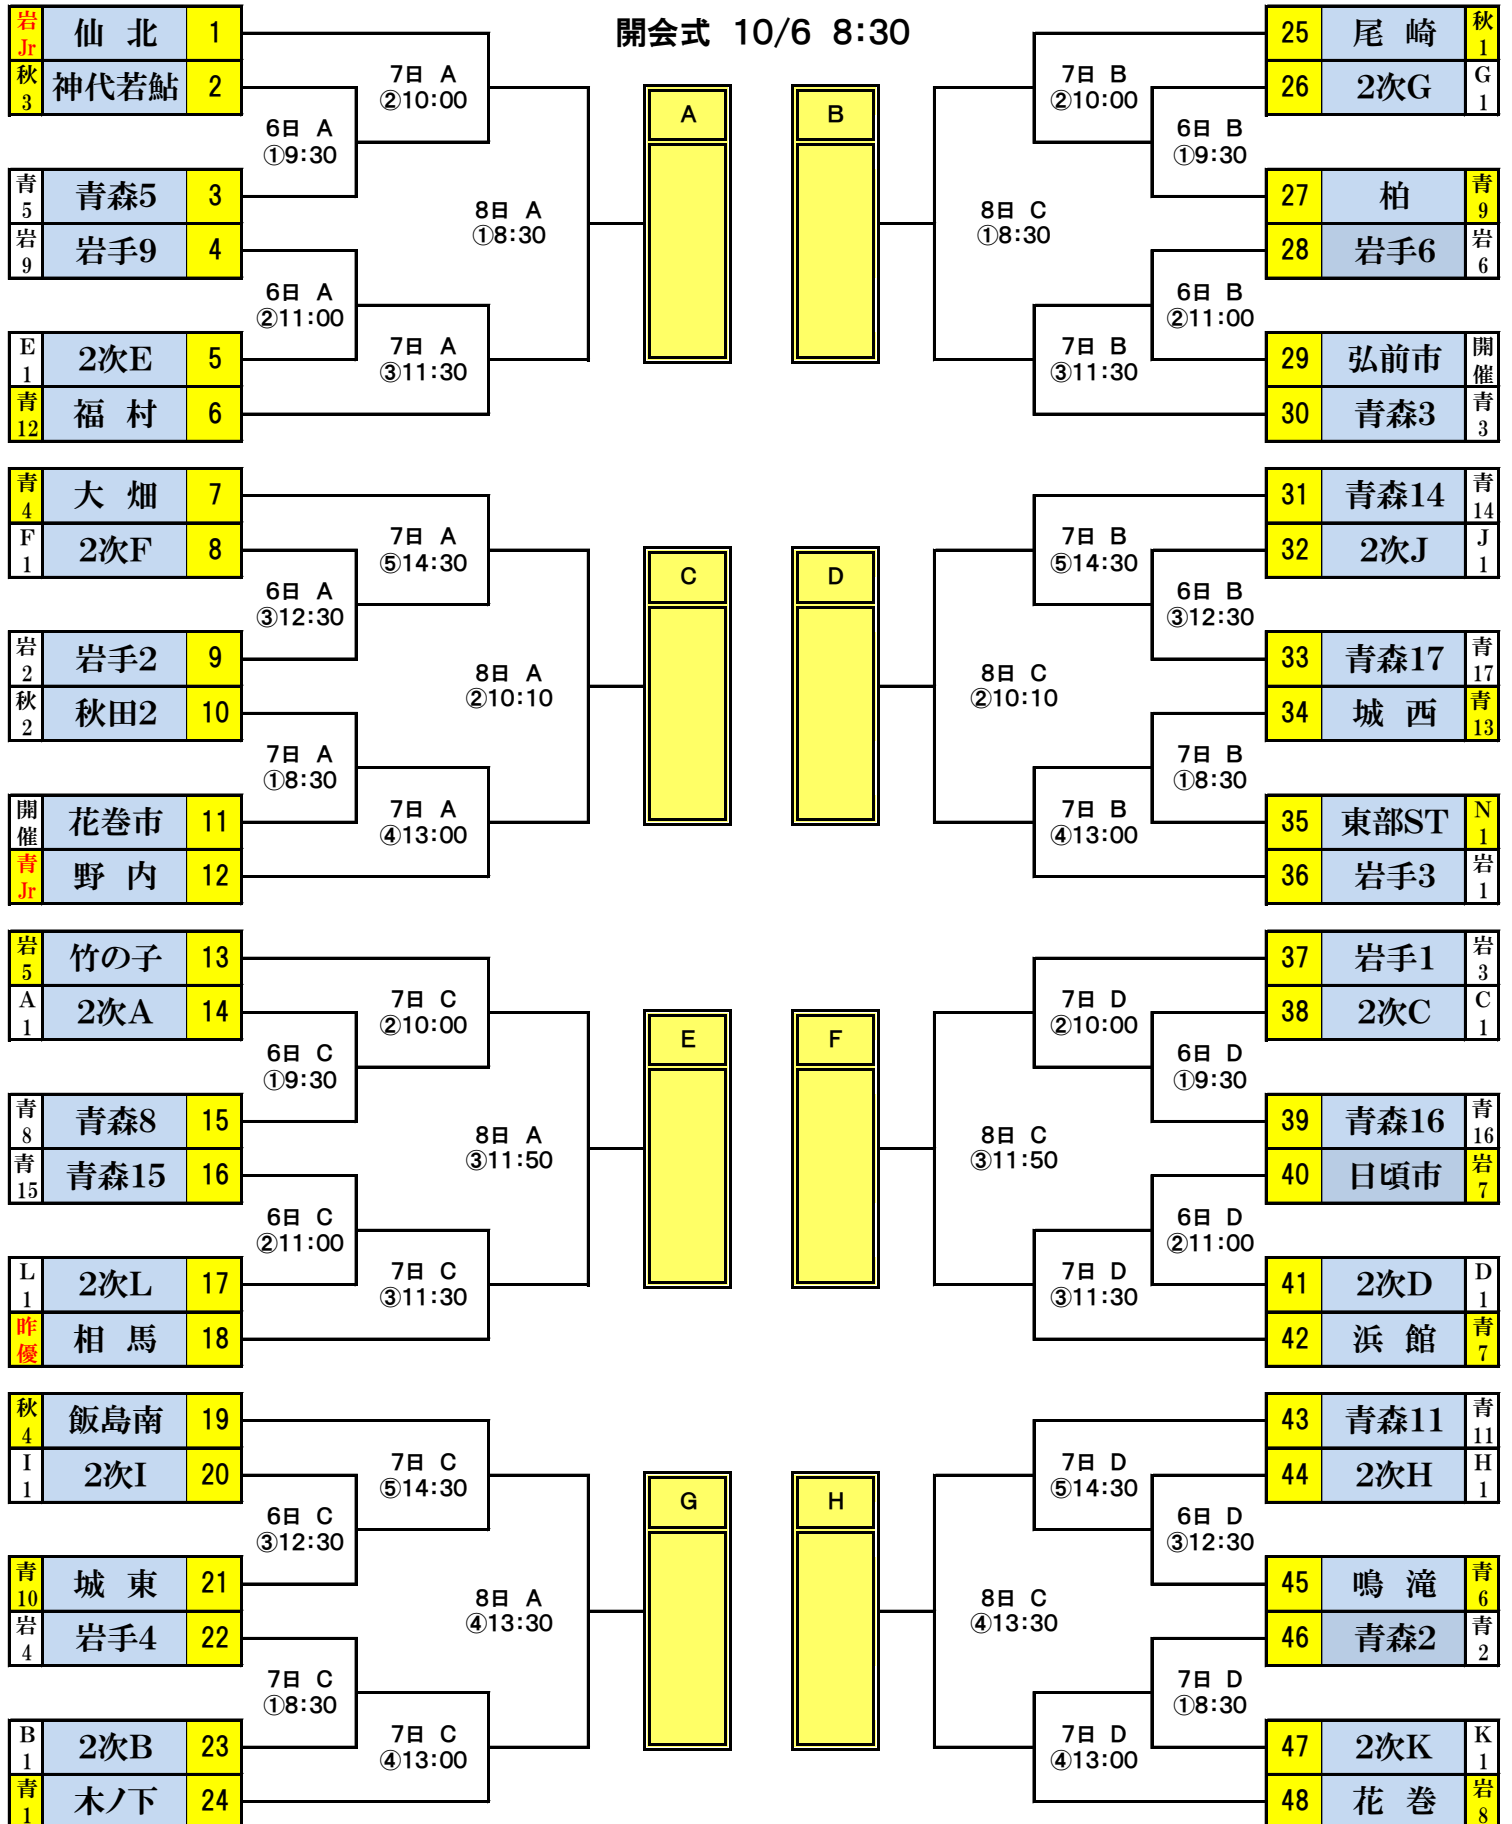 開会式 10/6 8:30
岩Jr 仙 北 1
秋3 神代若鮎 2
7日 A
②10:00
6日 A
①9:30
青5 青森5 3
岩9 岩手9 4
8日 A
①8:30
6日 A
②11:00
E1 2次E 5
青12 福 村 6
7日 A
③11:30
A
青4 大 畑 7
F1 2次F 8
7日 A
⑤14:30
6日 A
③12:30
岩2 岩手2 9
秋2 秋田2 10
8日 A
②10:10
7日 A
①8:30
開催 花巻市 11
青Jr 野 内 12
7日 A
④13:00
C
岩5 竹の子 13
A1 2次A 14
7日 C
②10:00
6日 C
①9:30
青8 青森8 15
青15 青森15 16
8日 A
③11:50
6日 C
②11:00
L1 2次L 17
昨優 相 馬 18
7日 C
③11:30
E
秋4 飯島南 19
I1 2次I 20
7日 C
⑤14:30
6日 C
③12:30
青10 城 東 21
岩4 岩手4 22
8日 A
④13:30
7日 C
①8:30
B1 2次B 23
青1 木ノ下 24
7日 C
④13:00
G
B
25 尾 崎 秋1
26 2次G G1
7日 B
②10:00
6日 B
①9:30
27 柏 青9
28 岩手6 岩6
8日 C
①8:30
6日 B
②11:00
29 弘前市 開催
30 青森3 青3
7日 B
③11:30
D
31 青森14 青14
32 2次J J1
7日 B
⑤14:30
6日 B
③12:30
33 青森17 青17
34 城 西 青13
8日 C
②10:10
7日 B
①8:30
35 東部ST N1
36 岩手3 岩1
7日 B
④13:00
F
37 岩手1 岩3
38 2次C C1
7日 D
②10:00
6日 D
①9:30
39 青森16 青16
40 日頃市 岩7
8日 C
③11:50
6日 D
②11:00
41 2次D D1
42 浜 館 青7
7日 D
③11:30
H
43 青森11 青11
44 2次H H1
7日 D
⑤14:30
6日 D
③12:30
45 鳴 滝 青6
46 青森2 青2
8日 C
④13:30
7日 D
①8:30
47 2次K K1
48 花 巻 岩8
7日 D
④13:00